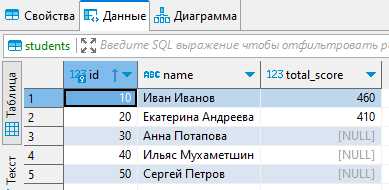 Свойства Данные Диаграмма
students Введите SQL выражение чтобы отфильтровать
Таблица
Текст
id ABC name total_score
1 10 Иван Иванов 460
2 20 Екатерина Андреева 410
3 30 Анна Потапова [NULL]
4 40 Ильяс Мухаметшин [NULL]
5 50 Сергей Петров [NULL]